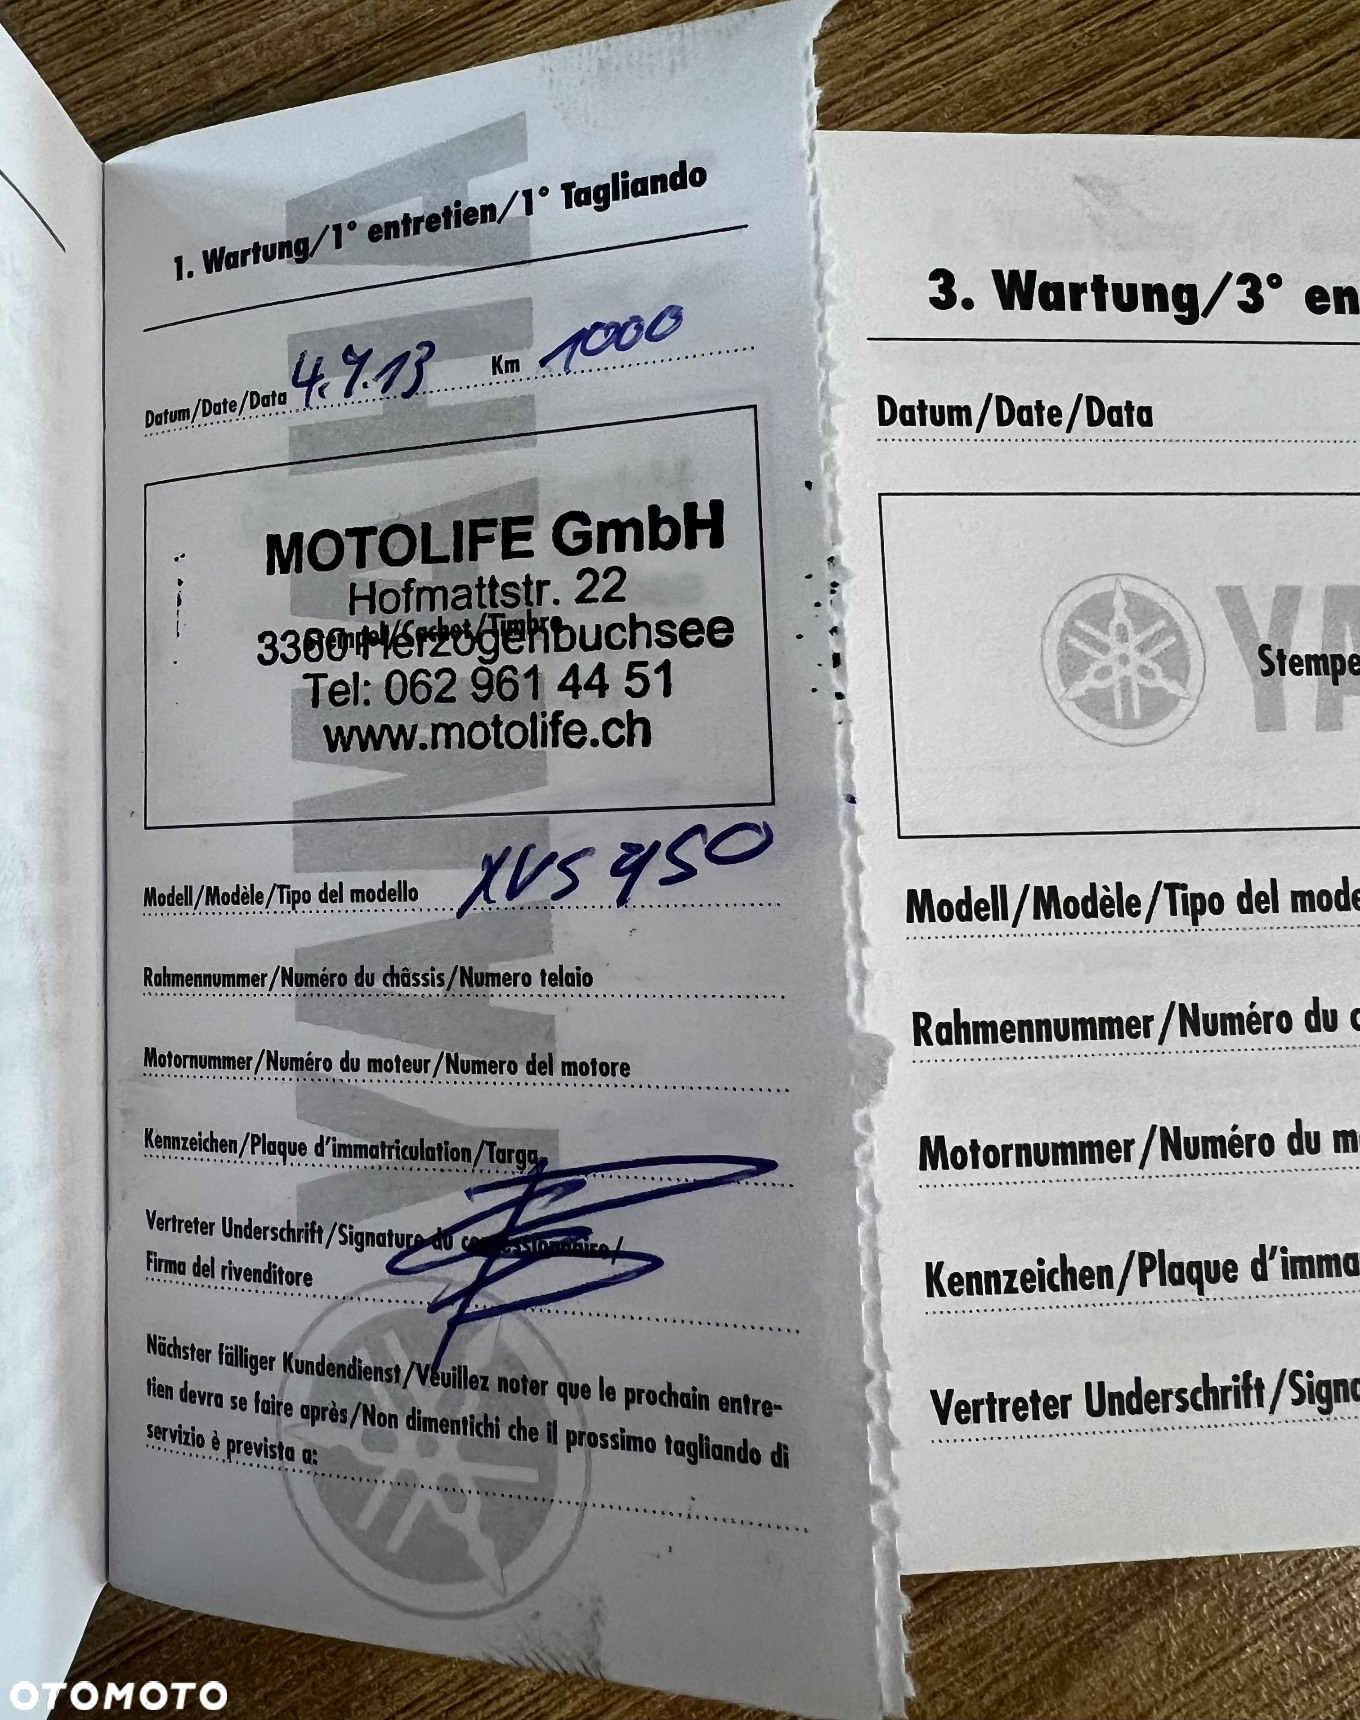 1. Wartung/1° entretien/1° Tagliando
Datum/Date/Data 4.7.13 Km 1000
MOTOLIFE GmbH
Hofmattstr. 22
Stempel/Cachet/Timbre
3360 Herzogenbuchsee
Tel: 062 961 44 51
www.motolife.ch
Modell/Modèle/Tipo del modello XVS 950
Rahmennummer/Numéro du châssis/Numero telaio
Motornummer/Numéro du moteur/Numero del motore
Kennzeichen/Plaque d'immatriculation/Targa
Vertreter Underschrift/Signature du concessionnaire/
Firma del rivenditore
Nächster fälliger Kundendienst/Veuillez noter que le prochain entre-
tien devra se faire après/Non dimentichi che il prossimo tagliando di
servizio è prevista a:
YAMAHA
3. Wartung/3° en
Datum/Date/Data
YA
Stempe
Modell/Modèle/Tipo del mode
Rahmennummer/Numéro du c
Motornummer/Numéro du m
Kennzeichen/Plaque d'imma
Vertreter Underschrift/Signa
OTOMOTO